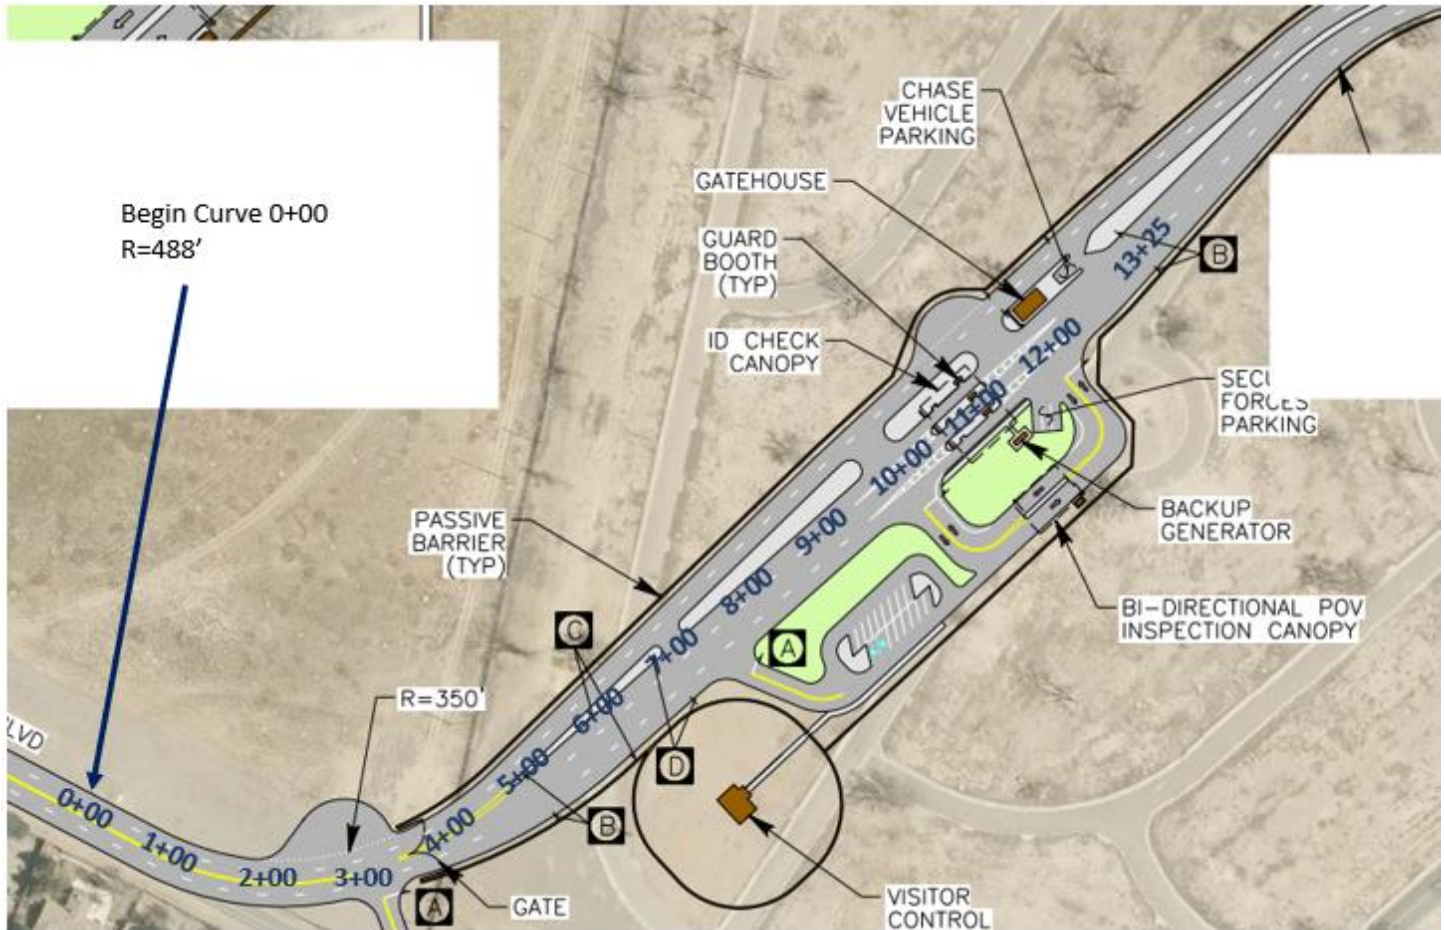 Begin Curve 0+00
R=488’
CHASE
VEHICLE
PARKING
GATEHOUSE
GUARD
BOOTH
(TYP)
ID CHECK
CANOPY
13+25
B
12+00
11+00
10+00
9+00
8+00
7+00
6+00
5+00
4+00
3+00
2+00
1+00
0+00
FORCES
PARKING
BACKUP
GENERATOR
BI-DIRECTIONAL POV
INSPECTION CANOPY
PASSIVE
BARRIER
(TYP)
C
A
R=350'
D
B
LVD
A
GATE
VISITOR
CONTROL